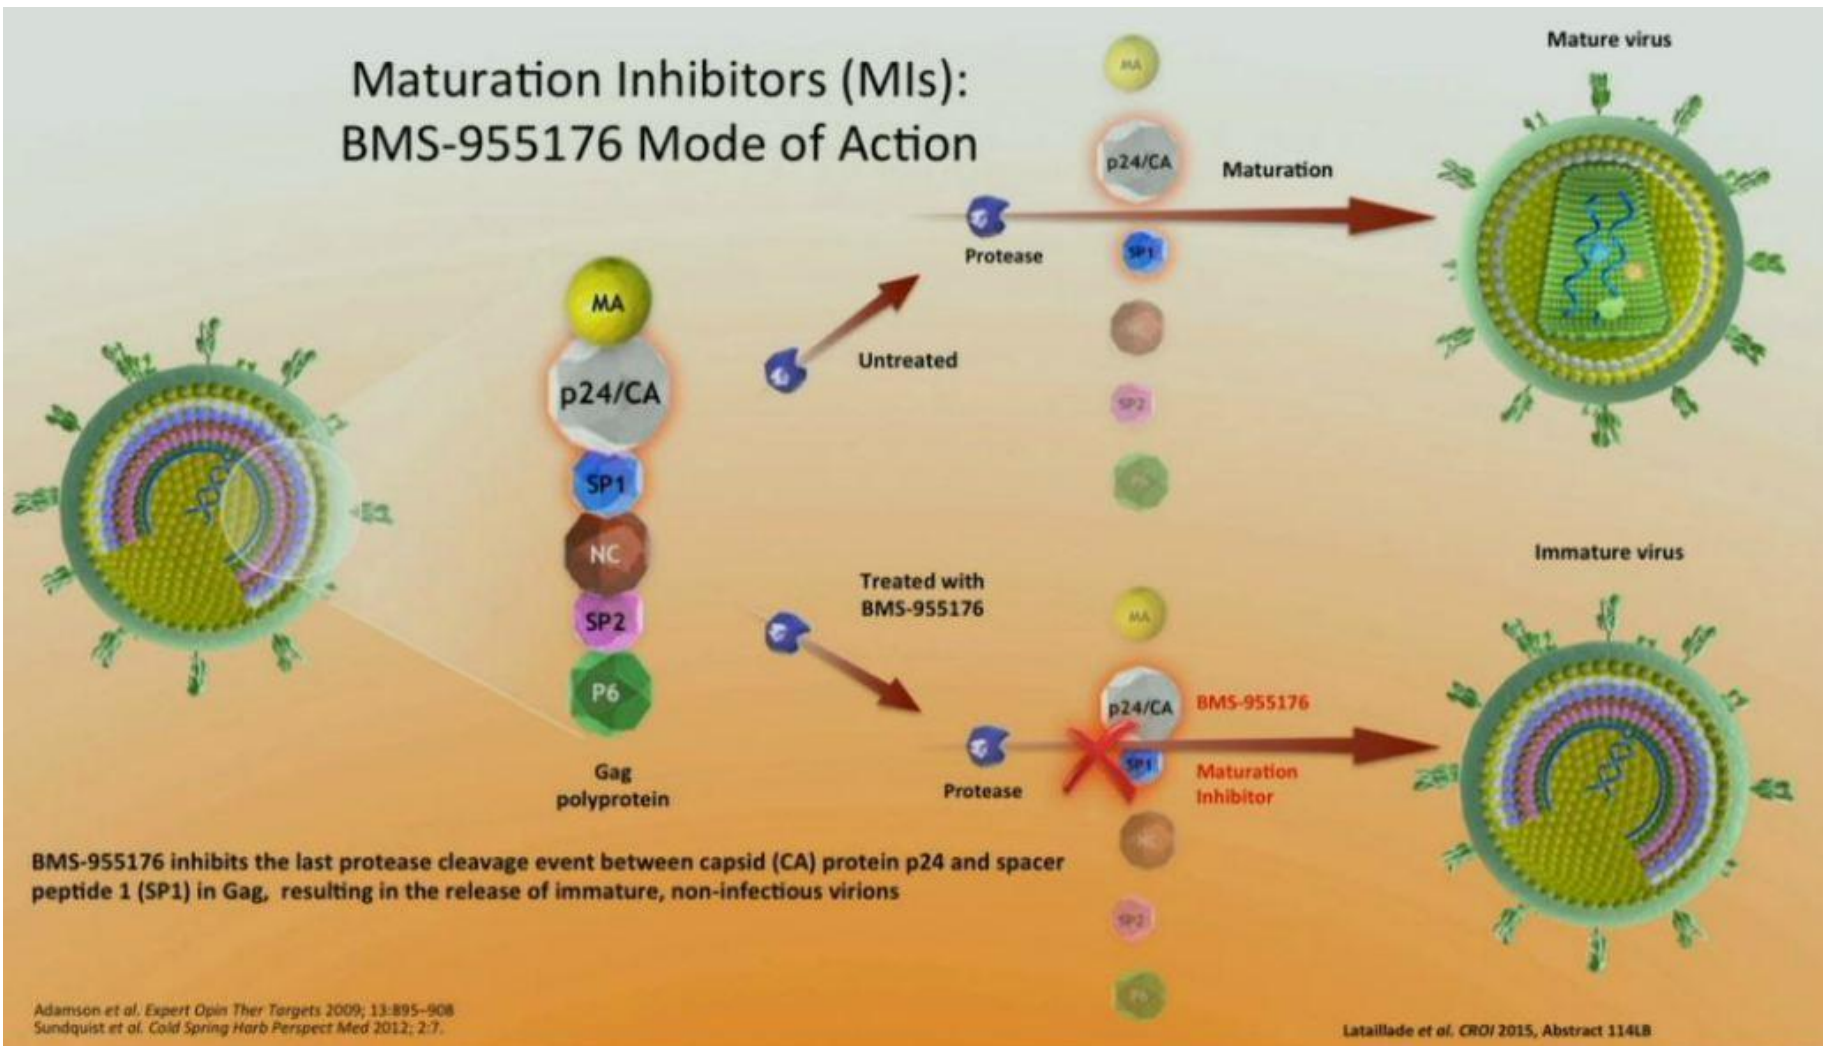 Maturation Inhibitors (MIs):
BMS-955176 Mode of Action
MA
p24/CA
SP1
NC
SP2
P6
Gag
polyprotein
Untreated
Protease
MA
p24/CA
SP1
SP2
Maturation
Mature virus
Treated with
BMS-955176
Protease
MA
p24/CA
SP1
NC
SP2
P6
BMS-955176
Maturation
Inhibitor
Immature virus
BMS-955176 inhibits the last protease cleavage event between capsid (CA) protein p24 and spacer
peptide 1 (SP1) in Gag, resulting in the release of immature, non-infectious virions
Adamson et al. Expert Opin Ther Targets 2009; 13:895–908
Sundquist et al. Cold Spring Harb Perspect Med 2012; 2:7.
Lataillade et al. CROI 2015, Abstract 114LB